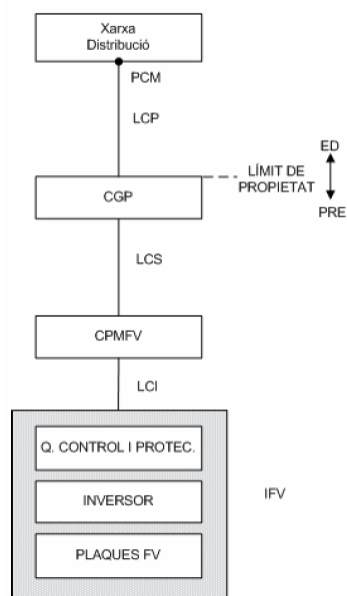 Xarxa
Distribució
PCM
LCP
ED
LÍMIT DE
PROPIETAT
CGP
PRE
LCS
CPMFV
LCI
Q. CONTROL I PROTEC.
INVERSOR
IFV
PLAQUES FV